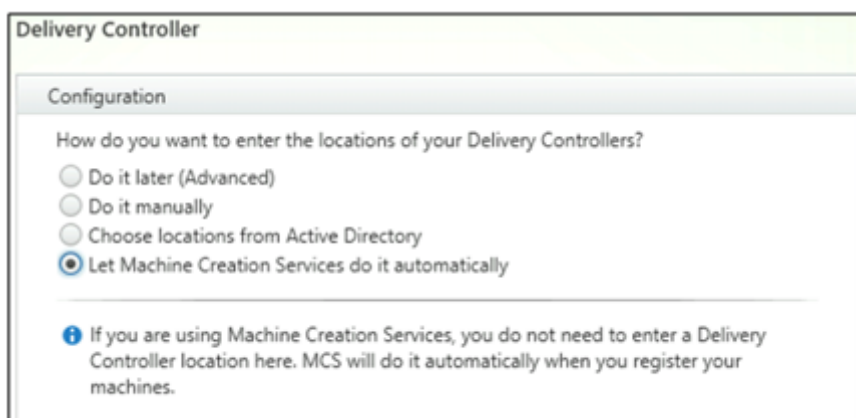 Delivery Controller
Configuration
How do you want to enter the locations of your Delivery Controllers?
Do it later (Advanced)
Do it manually
Choose locations from Active Directory
Let Machine Creation Services do it automatically
If you are using Machine Creation Services, you do not need to enter a Delivery
Controller location here. MCS will do it automatically when you register your
machines.